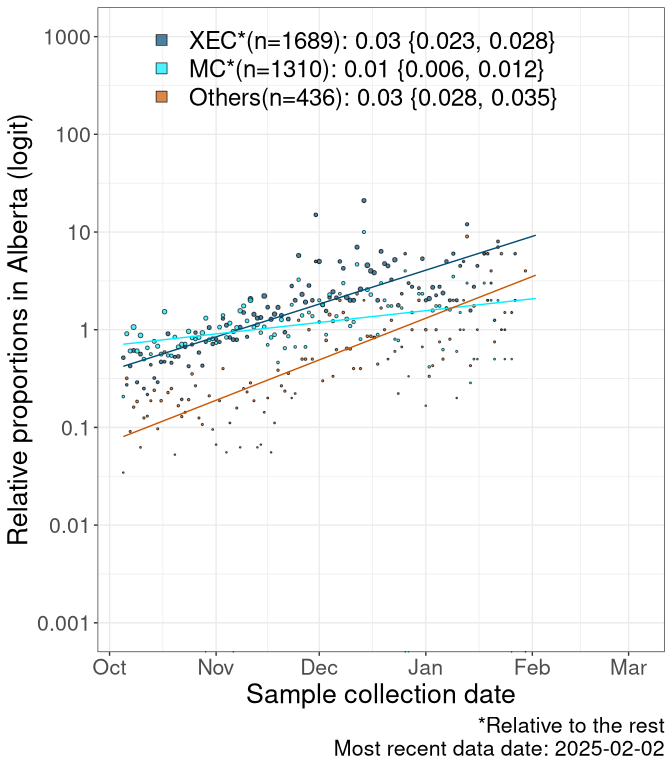 XEC*(n=1689): 0.03 {0.023, 0.028}
MC*(n=1310): 0.01 {0.006, 0.012}
Others(n=436): 0.03 {0.028, 0.035}
Relative proportions in Alberta (logit)
1000
100
10
1
0.1
0.01
0.001
Oct Nov Dec Jan Feb Mar
Sample collection date
*Relative to the rest
Most recent data date: 2025-02-02